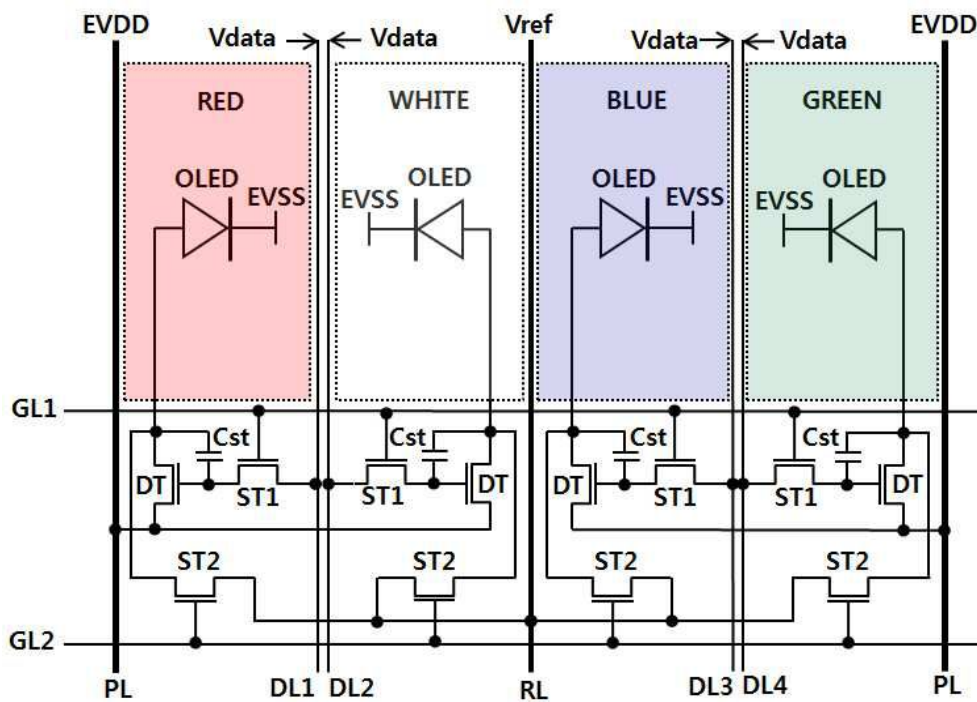 EVDD Vdata Vdata Vref Vdata Vdata EVDD
RED WHITE BLUE GREEN
OLED EVSS EVSS OLED OLED EVSS EVSS OLED
GL1
Cst Cst Cst Cst
DT ST1 ST1 DT DT ST1 ST1 DT
ST2 ST2 ST2 ST2
GL2
PL DL1 DL2 RL DL3 DL4 PL